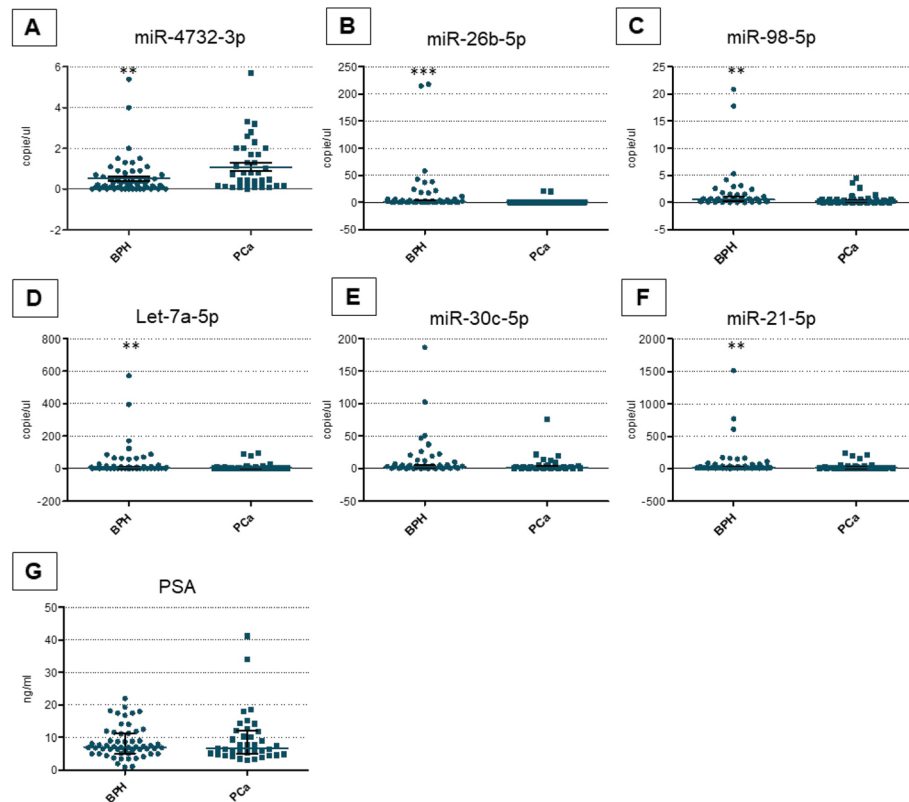 A
miR-4732-3p
**
6
4
2
0
-2
copie/ul
BPH
PCa
B
miR-26b-5p
***
250
200
150
100
50
0
-50
copie/ul
BPH
PCa
C
miR-98-5p
**
25
20
15
10
5
0
-5
copie/ul
BPH
PCa
D
Let-7a-5p
**
800
600
400
200
0
-200
copie/ul
BPH
PCa
E
miR-30c-5p
200
150
100
50
0
-50
copie/ul
BPH
PCa
F
miR-21-5p
**
2000
1500
1000
500
0
-500
copie/ul
BPH
PCa
G
PSA
50
40
30
20
10
0
ng/ml
BPH
PCa